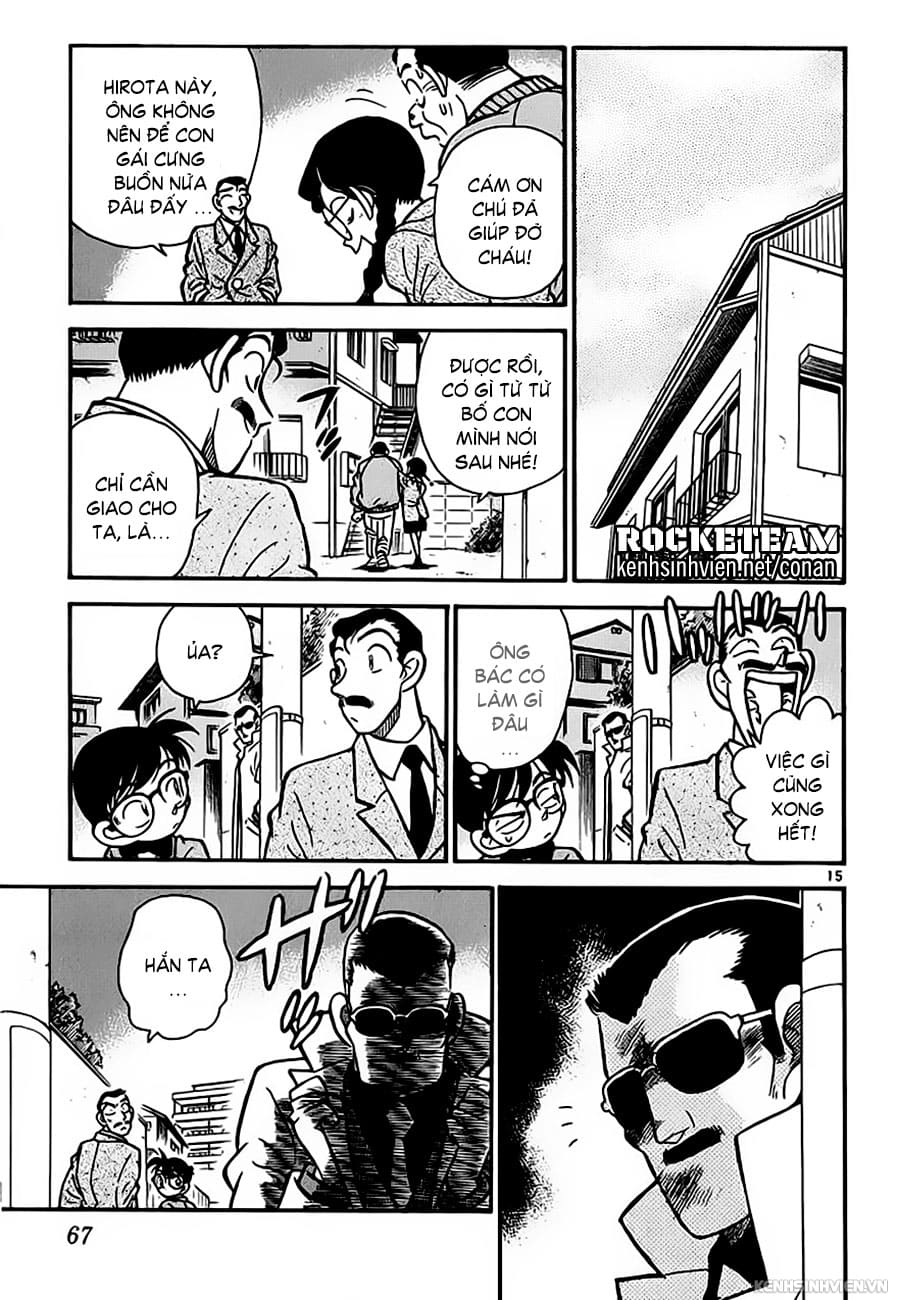 HIROTA NÀY,
ÔNG KHÔNG
NÊN ĐỂ CON
GÁI CƯNG
BUỒN NỬA
ĐÂU ĐẤY ...
CÁM ƠN
CHÚ ĐÃ
GIÚP ĐỞ
CHÁU!
ĐƯỢC RỒI,
CÓ GÌ TỪ TỪ
BỐ CON
MÌNH NÓI
SAU NHÉ!
CHỈ CẦN
GIAO CHO
TA, LÀ...
ROCKETEAM
kenhsinhvien.net/conan
ỦA?
ÔNG
BÁC CÓ
LÀM GÌ
ĐÂU
...
VIỆC GÌ
CỦNG
XONG
HẾT!
15
HẮN TA
...
67
KENHSINHVIEN.VN